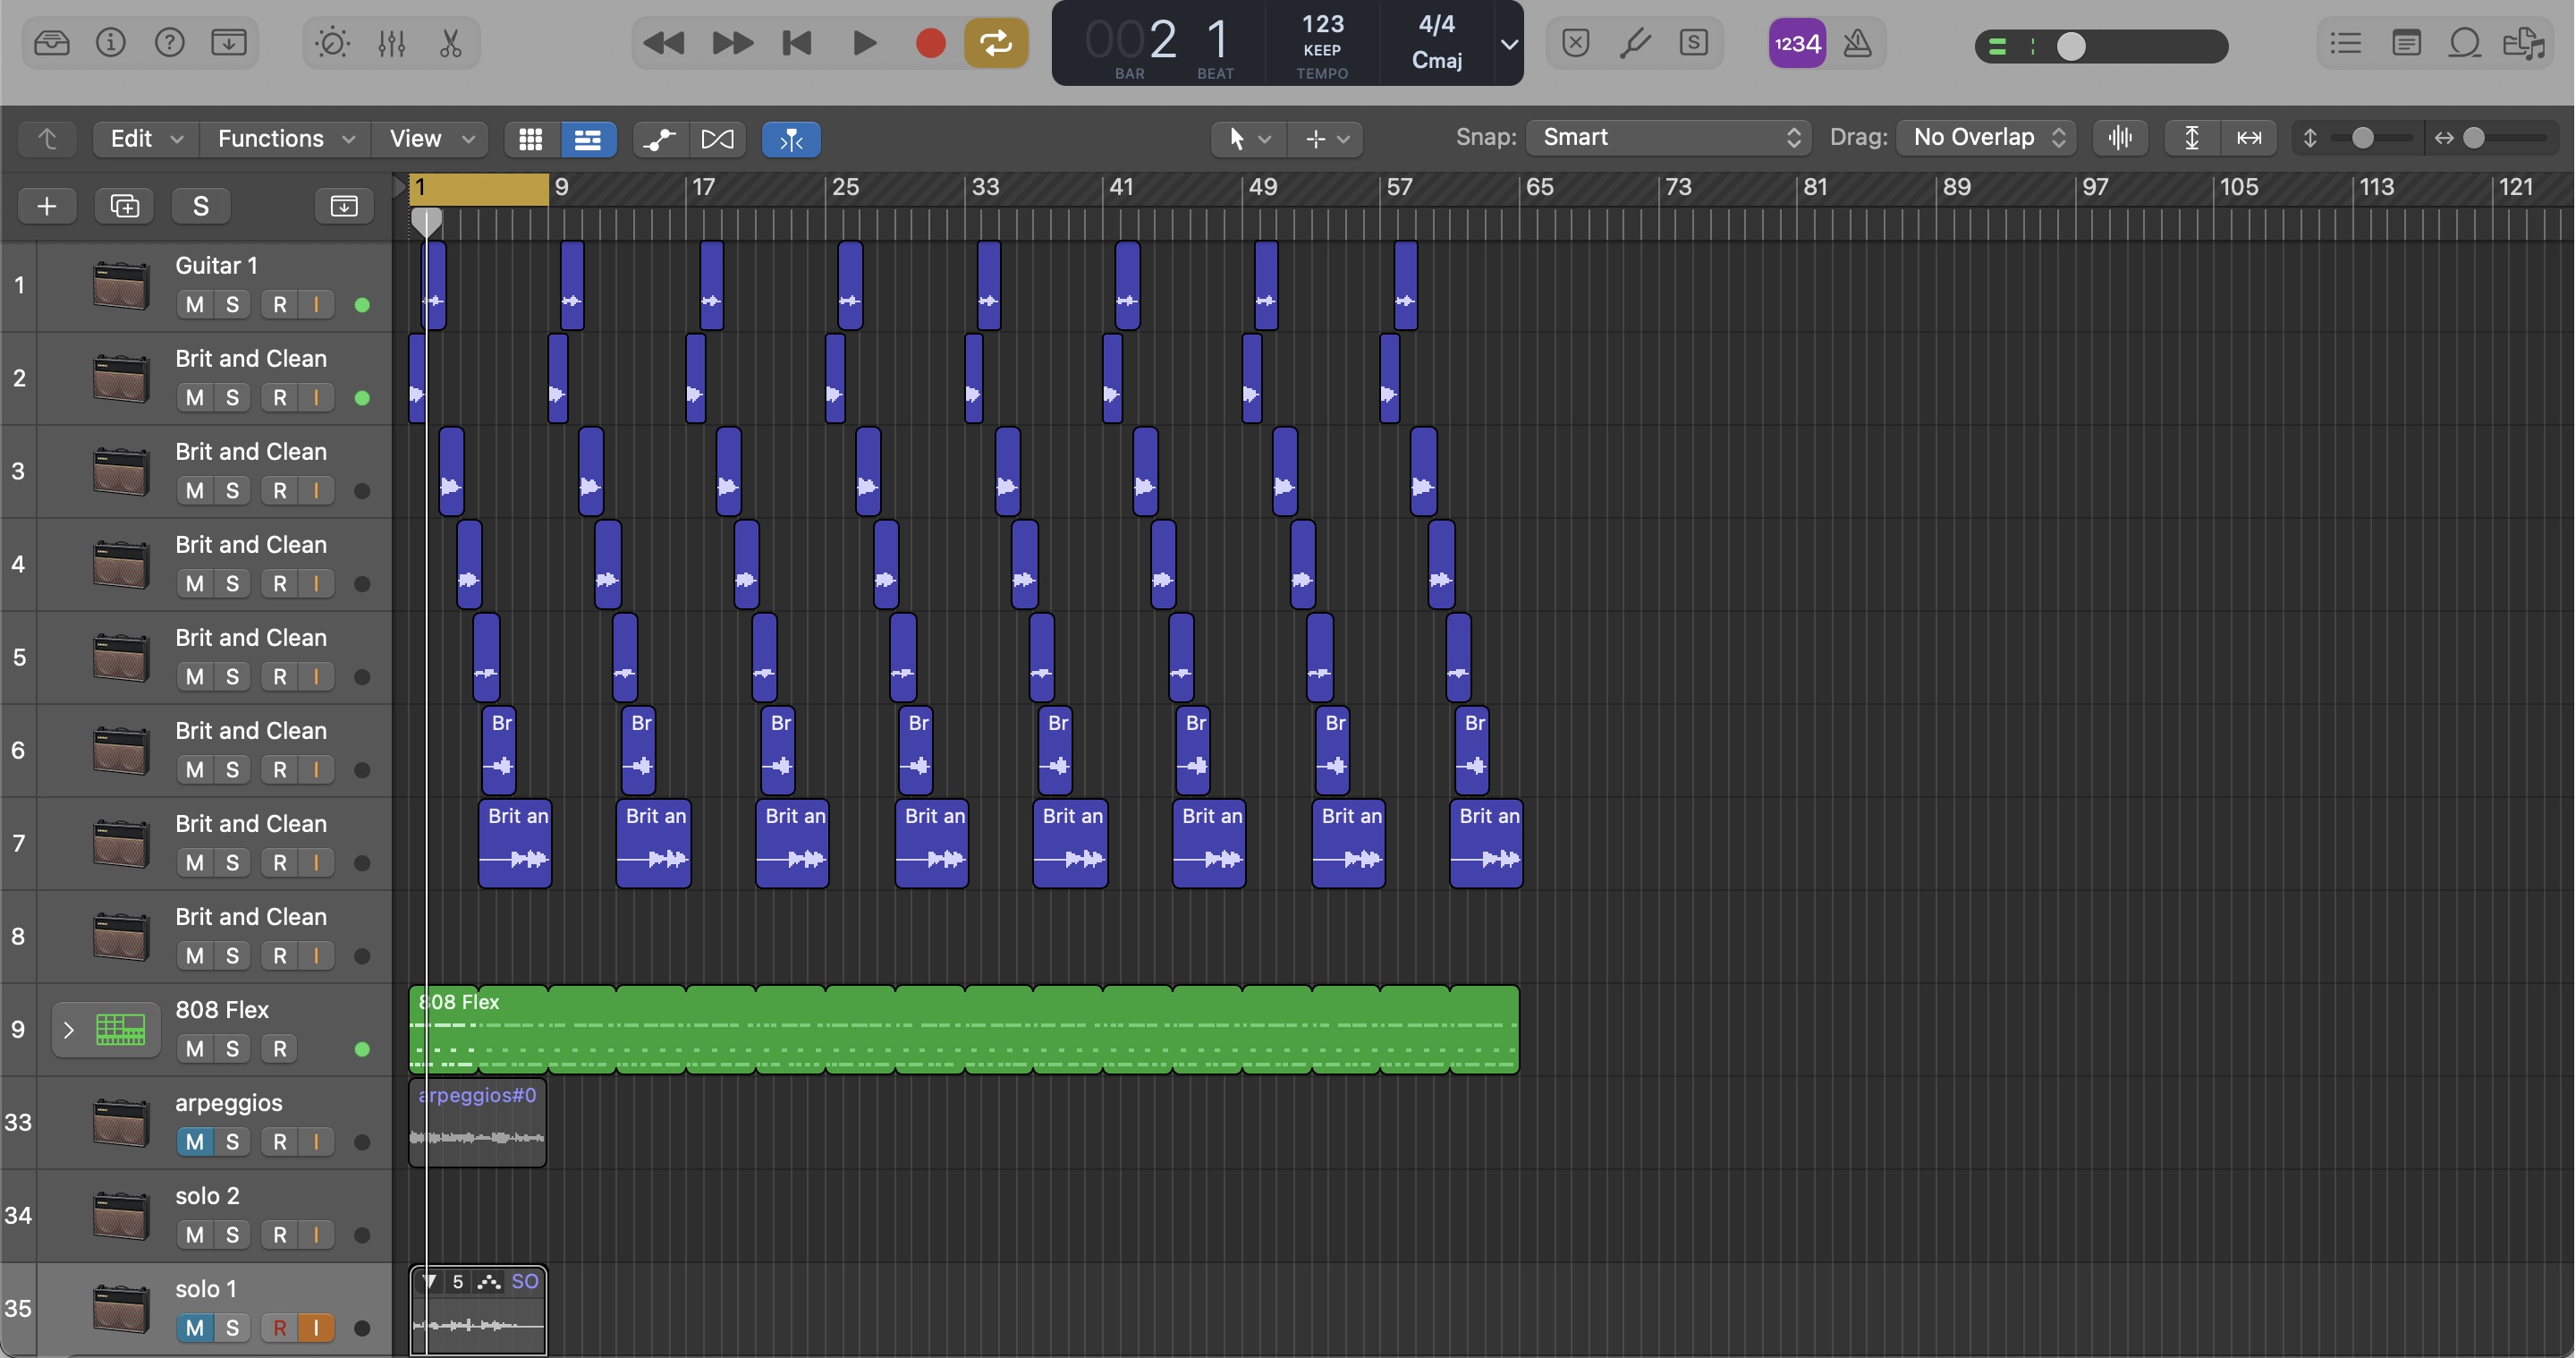 002 1 123 4/4
KEEP Cmaj
BAR BEAT TEMPO
1234
Edit Functions View Snap: Smart Drag: No Overlap
S
1 9 17 25 33 41 49 57 65 73 81 89 97 105 113 121
1 Guitar 1
M S R I
2 Brit and Clean
M S R I
3 Brit and Clean
M S R I
4 Brit and Clean
M S R I
5 Brit and Clean
M S R I
6 Brit and Clean
M S R I
Br Br Br Br Br Br Br Br
7 Brit and Clean
M S R I
Brit an Brit an Brit an Brit an Brit an Brit an Brit an Brit an
8 Brit and Clean
M S R I
9 808 Flex
M S R
808 Flex
33 arpeggios
M S R I
arpeggios#0
34 solo 2
M S R I
35 solo 1
M S R I
5 SO